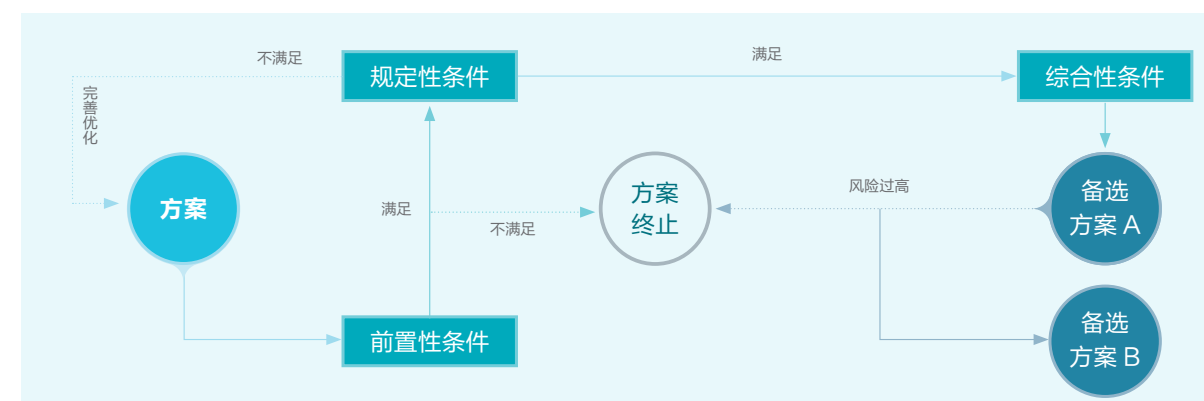 不满足
满足
规定性条件
综合性条件
完善优化
方案
满足
不满足
方案
终止
风险过高
备选
方案 A
前置性条件
备选
方案 B